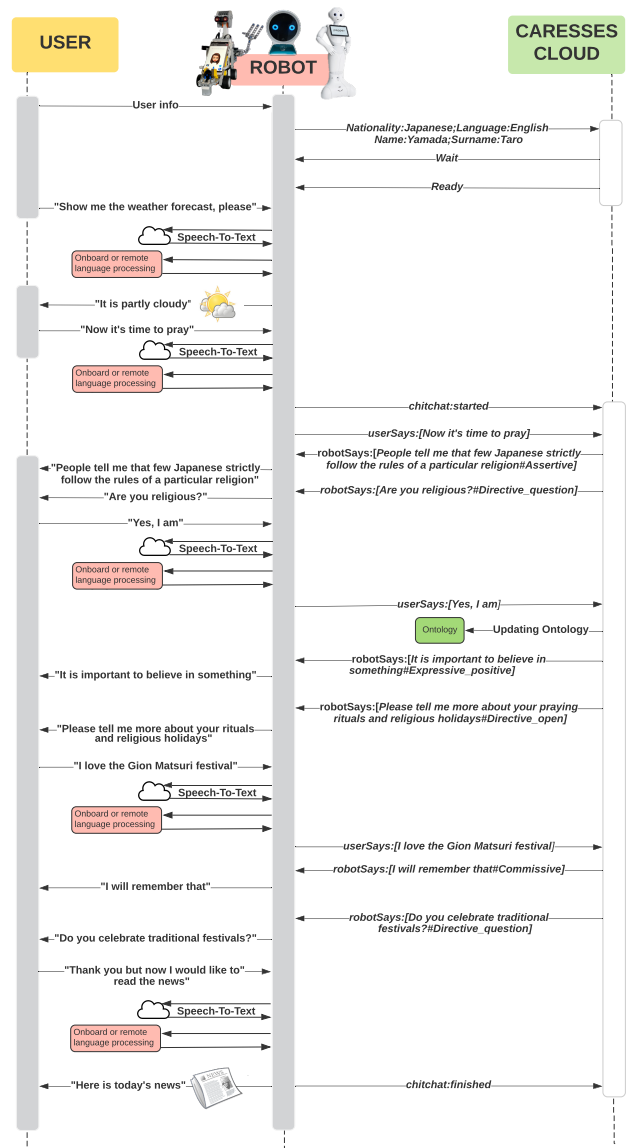 USER
ROBOT
CARESSES
CLOUD
User info
Nationality:Japanese;Language:English
Name:Yamada;Surname:Taro
Wait
Ready
"Show me the weather forecast, please"
Speech-To-Text
Onboard or remote
language processing
"It is partly cloudy"
"Now it's time to pray"
Speech-To-Text
Onboard or remote
language processing
chitchat:started
userSays:[Now it's time to pray]
robotSays:[People tell me that few Japanese strictly
follow the rules of a particular religion#Assertive]
"People tell me that few Japanese strictly
follow the rules of a particular religion"
robotSays:[Are you religious?#Directive_question]
"Are you religious?"
"Yes, I am"
Speech-To-Text
Onboard or remote
language processing
userSays:[Yes, I am]
Ontology
Updating Ontology
robotSays:[It is important to believe in
something#Expressive_positive]
"It is important to believe in something"
robotSays:[Please tell me more about your praying
rituals and religious holidays#Directive_open]
"Please tell me more about your rituals
and religious holidays"
"I love the Gion Matsuri festival"
Speech-To-Text
Onboard or remote
language processing
userSays:[I love the Gion Matsuri festival]
robotSays:[I will remember that#Commissive]
"I will remember that"
robotSays:[Do you celebrate traditional
festivals?#Directive_question]
"Do you celebrate traditional festivals?"
"Thank you but now I would like to"
read the news"
Speech-To-Text
Onboard or remote
language processing
"Here is today's news"
NEWS
chitchat:finished